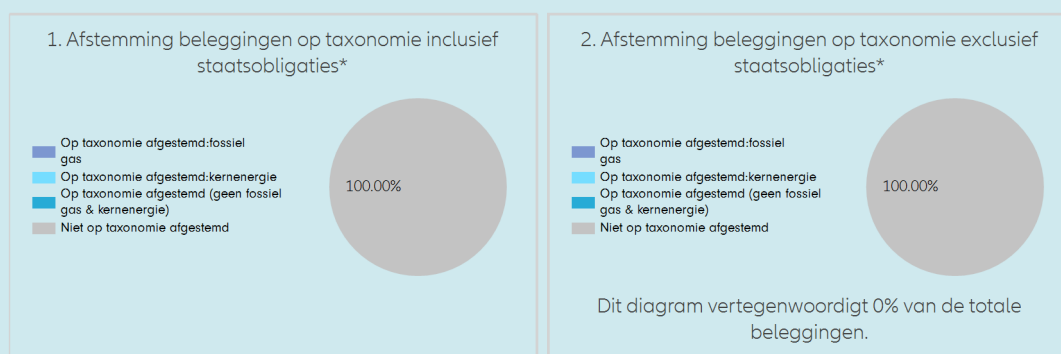 1. Afstemming beleggingen op taxonomie inclusief
staatsobligaties*
Op taxonomie afgestemd:fossiel
gas
Op taxonomie afgestemd:kernenergie
Op taxonomie afgestemd (geen fossiel
gas & kernenergie)
Niet op taxonomie afgestemd
100.00%
2. Afstemming beleggingen op taxonomie exclusief
staatsobligaties*
Op taxonomie afgestemd:fossiel
gas
Op taxonomie afgestemd:kernenergie
Op taxonomie afgestemd (geen fossiel
gas & kernenergie)
Niet op taxonomie afgestemd
100.00%
Dit diagram vertegenwoordigt 0% van de totale
beleggingen.